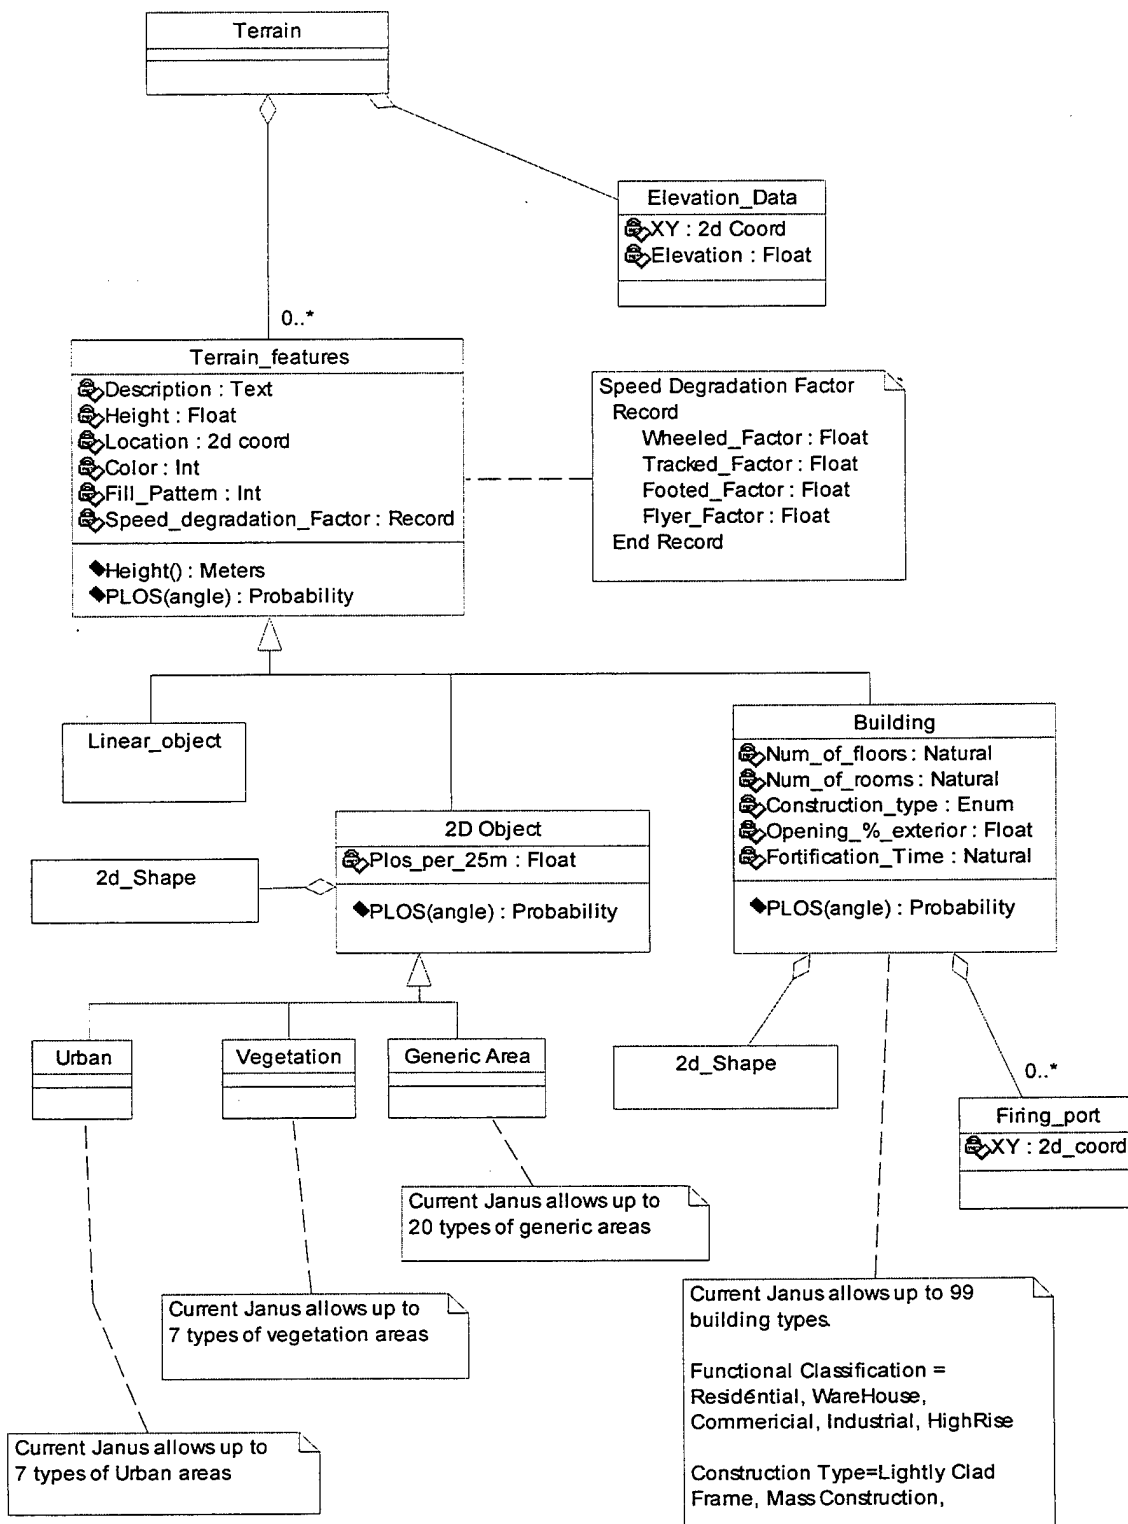 Terrain
Elevation_Data
XY : 2d Coord
Elevation : Float
0..*
Terrain_features
Description : Text
Height : Float
Location : 2d coord
Color : Int
Fill_Pattern : Int
Speed_degradation_Factor : Record
Height() : Meters
PLOS(angle) : Probability
Speed Degradation Factor
Record
Wheeled_Factor : Float
Tracked_Factor : Float
Footed_Factor : Float
Flyer_Factor : Float
End Record
Linear_object
2D Object
Plos_per_25m : Float
PLOS(angle) : Probability
2d_Shape
Building
Num_of_floors : Natural
Num_of_rooms : Natural
Construction_type : Enum
Opening_%_exterior : Float
Fortification_Time : Natural
PLOS(angle) : Probability
Urban
Vegetation
Generic Area
2d_Shape
0..*
Firing_port
XY : 2d_coord
Current Janus allows up to
20 types of generic areas
Current Janus allows up to
7 types of vegetation areas
Current Janus allows up to
7 types of Urban areas
Current Janus allows up to 99
building types.
Functional Classification =
Residential, WareHouse,
Commericial, Industrial, HighRise
Construction Type=Lightly Clad
Frame, Mass Construction,